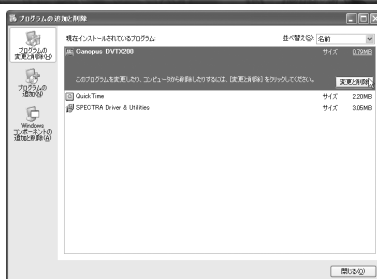 プログラムの追加と削除
現在インストールされているプログラム
並べ替え(S): 名前
プログラムの
変更と削除(H)
Canopus DVTX200
サイズ 0.79MB
このプログラムを変更したり、コンピュータから削除したりするには、[変更と削除] をクリックしてください。
変更と削除
プログラムの
追加(N)
QuickTime
サイズ 2.20MB
SPECTRA Driver & Utilities
サイズ 3.05MB
Windows
コンポーネントの
追加と削除(A)
閉じる(O)